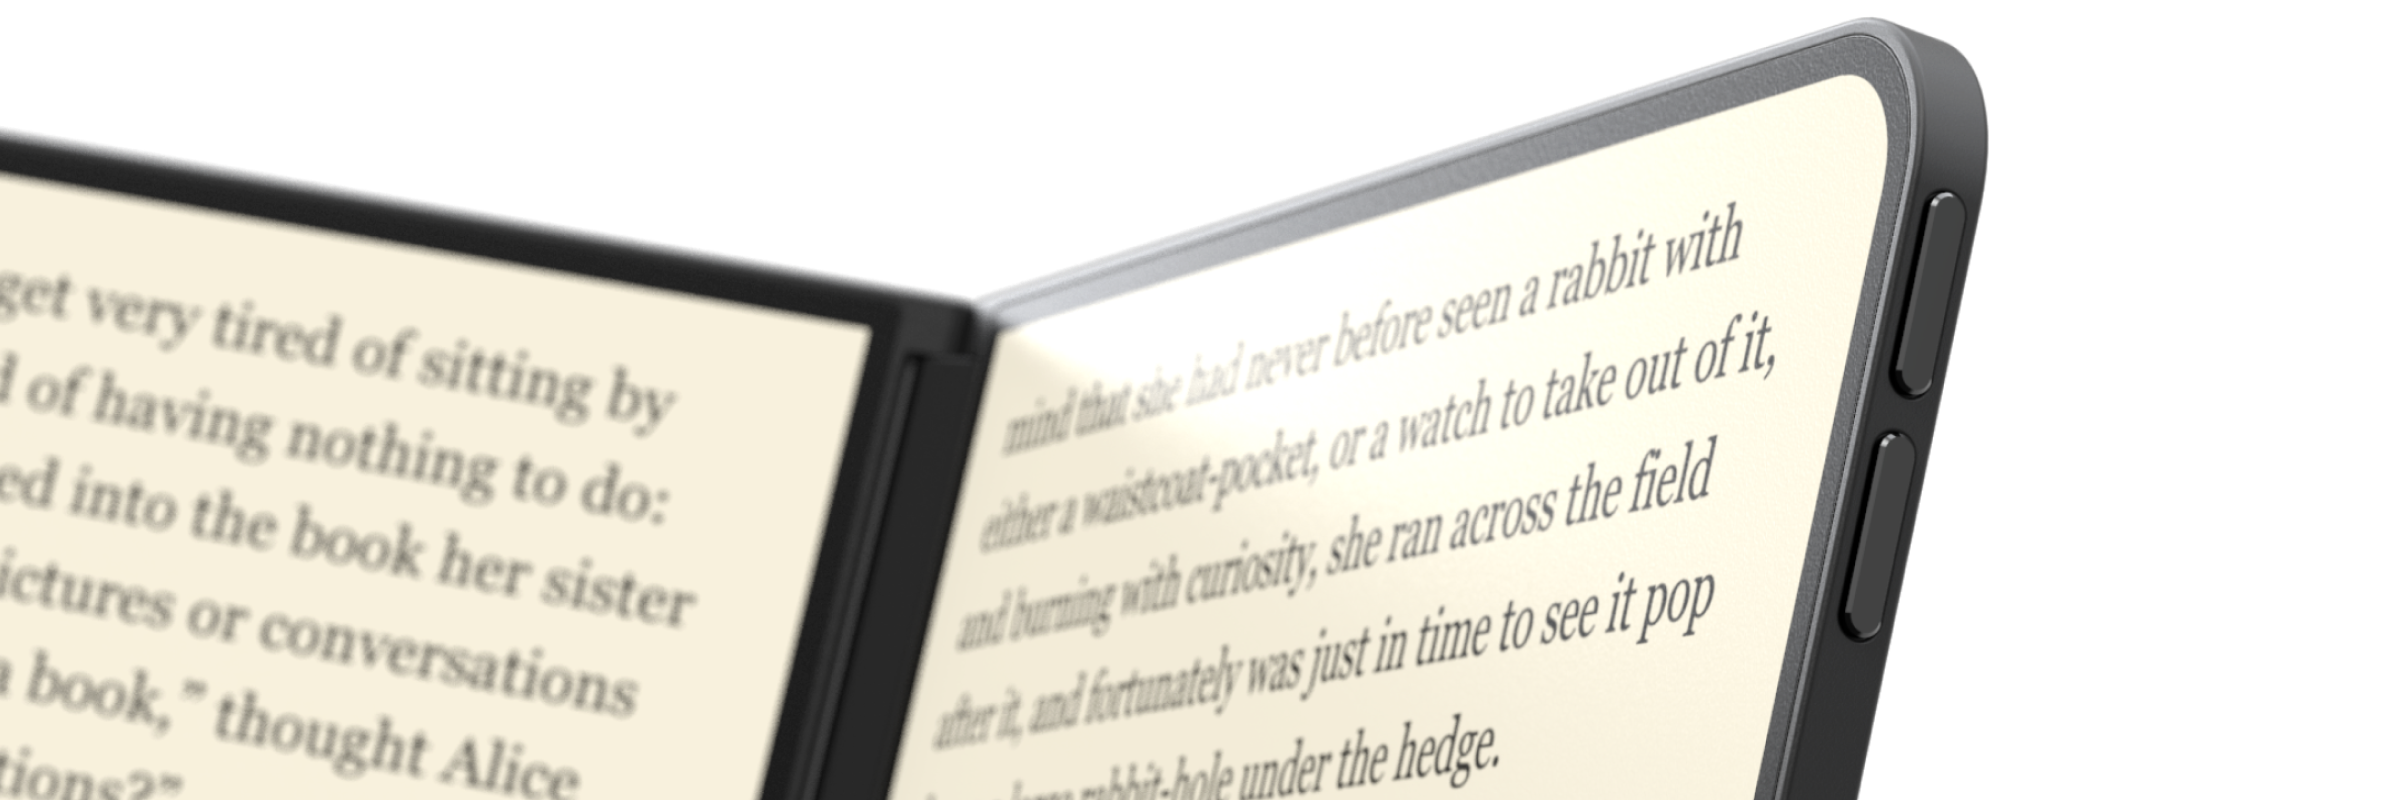 get very tired of sitting by
of having nothing to do:
into the book her sister
or conversations
book,” thought Alice
mind that she had never before seen a rabbit with
either a waistcoat-pocket, or a watch to take out of it,
and burning with curiosity, she ran across the field
after it, and fortunately was just in time to see it pop
rabbit-hole under the hedge.